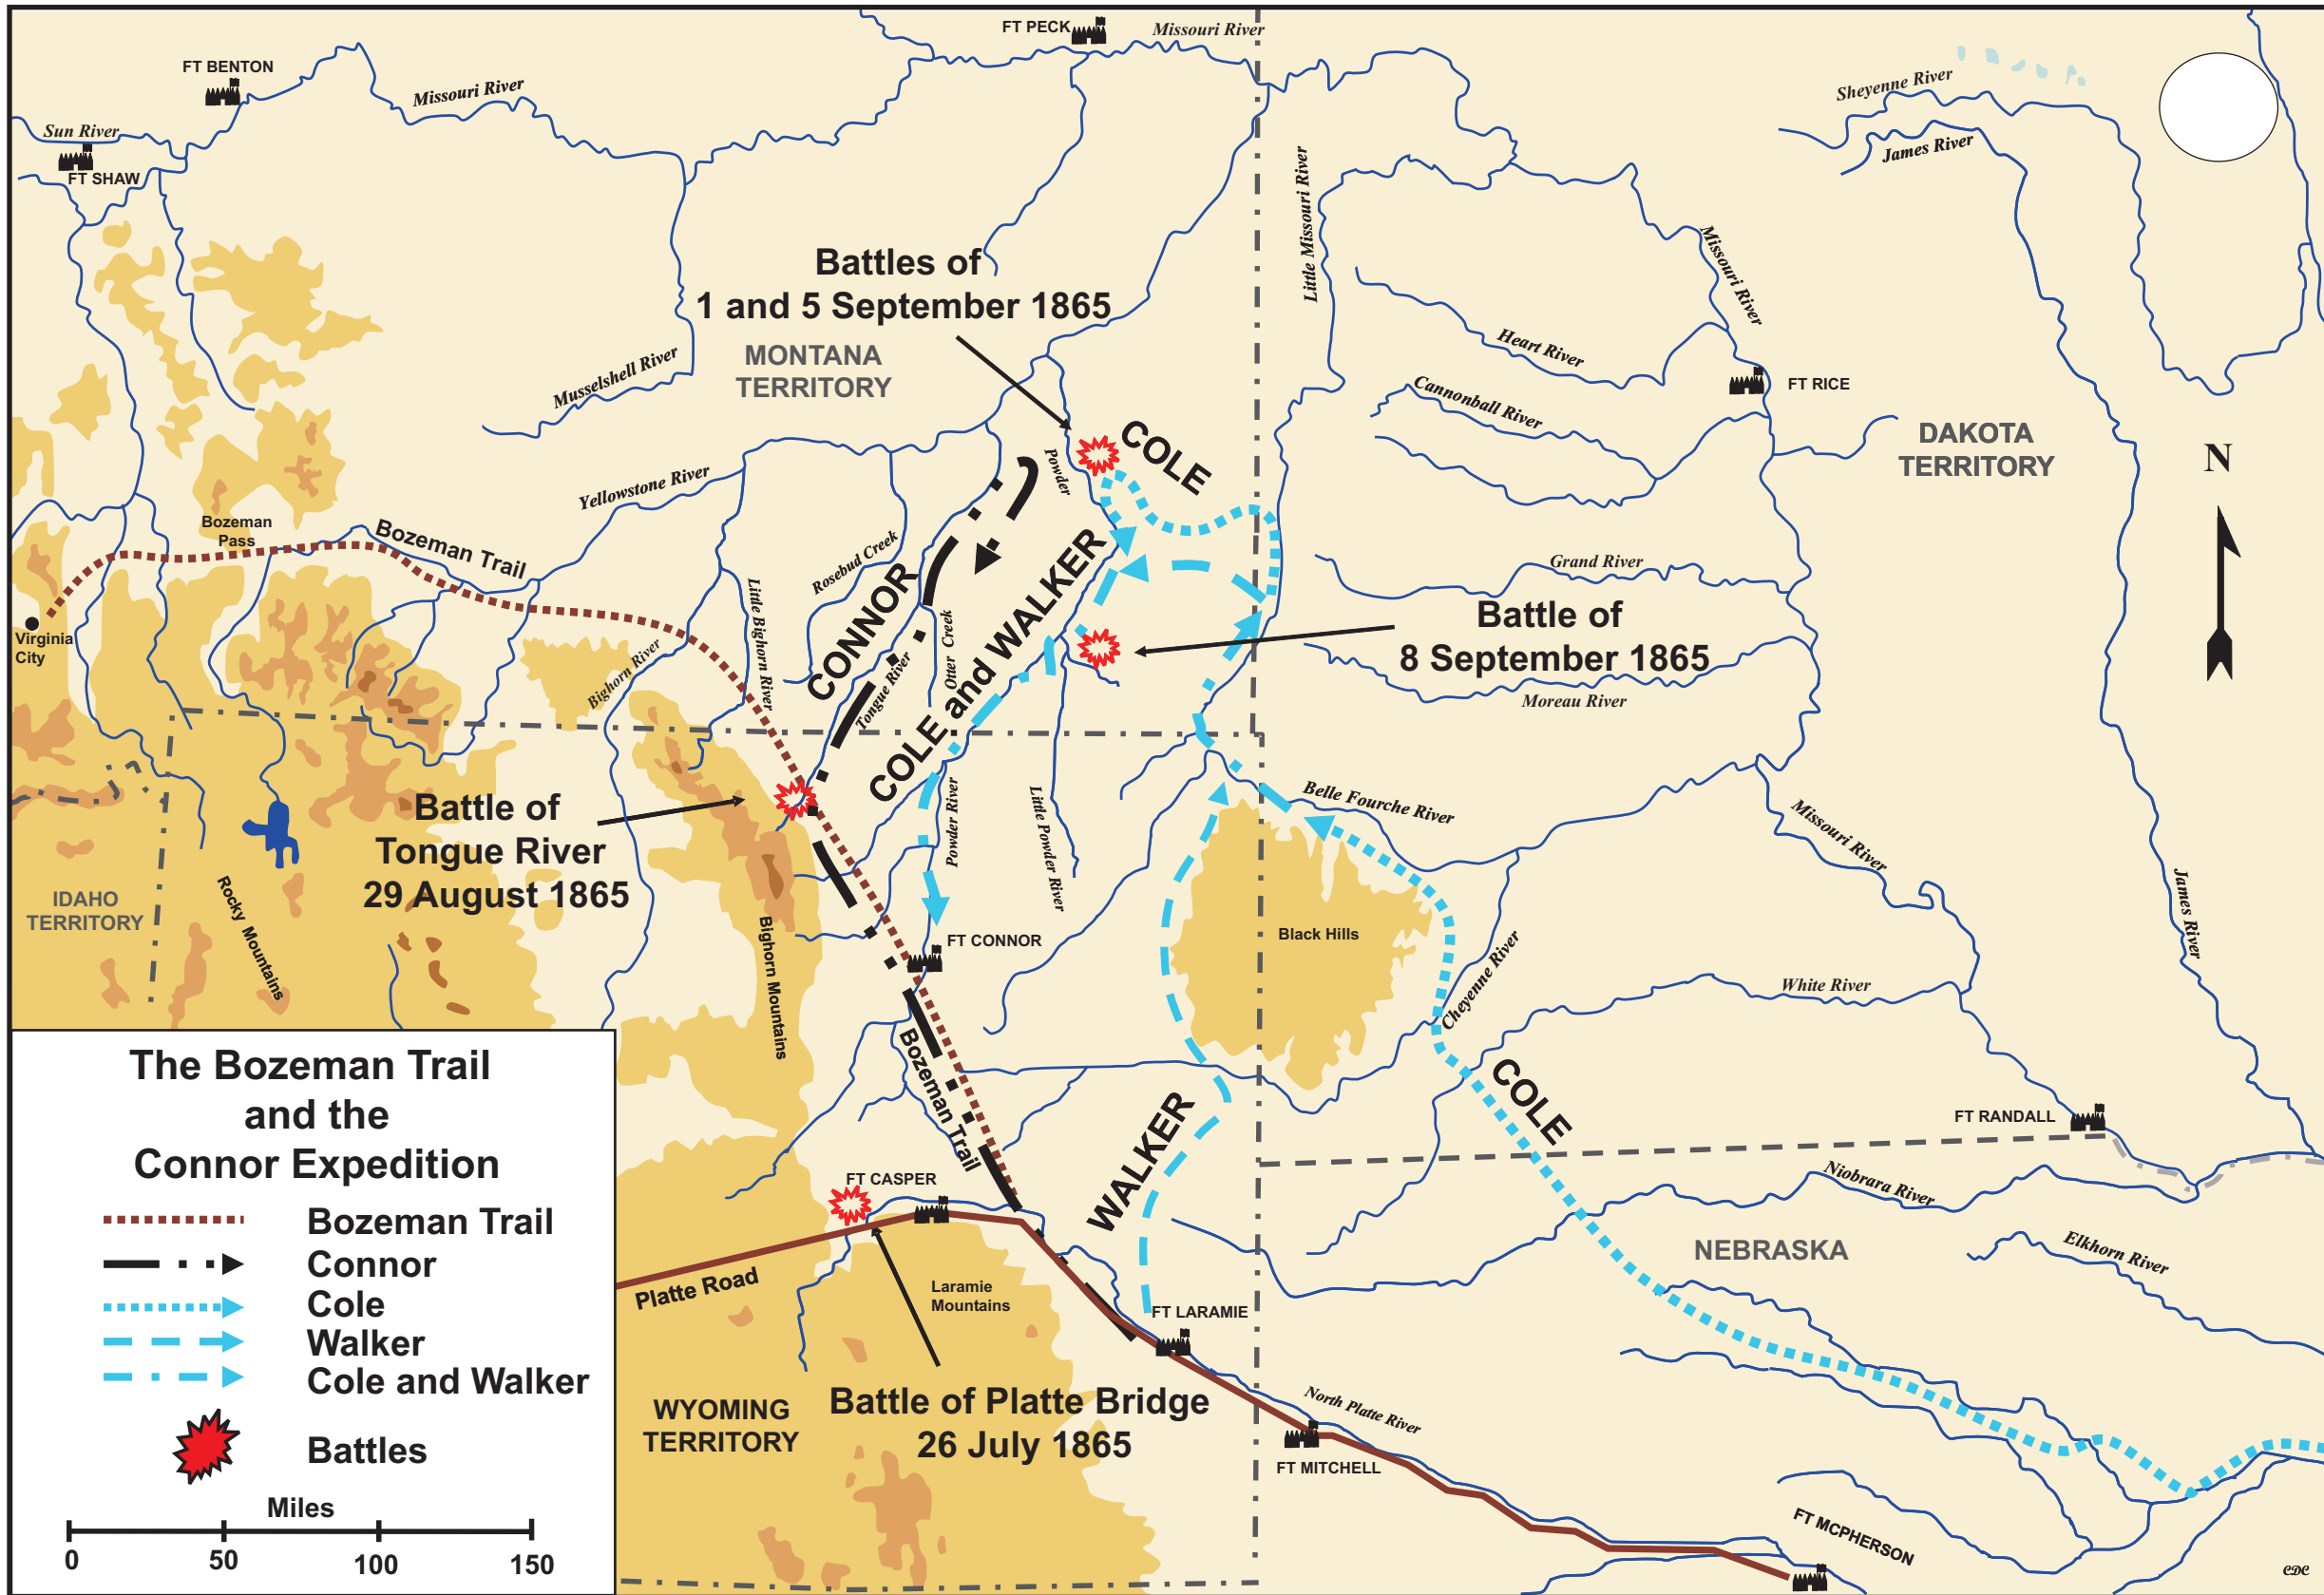 FT PECK
Missouri River
FT BENTON
Missouri River
Sheyenne River
Sun River
James River
FT SHAW
Little Missouri River
Missouri River
Battles of
1 and 5 September 1865
MONTANA
TERRITORY
Heart River
Musselshell River
FT RICE
Cannonball River
COLE
DAKOTA
TERRITORY
N
Powder
Yellowstone River
Bozeman
Pass
Bozeman Trail
Rosebud Creek
Grand River
CONNOR
COLE and WALKER
Little Bighorn River
Otter Creek
Battle of
8 September 1865
Virginia
City
Bighorn River
Tongue River
Moreau River
Battle of
Tongue River
29 August 1865
Powder River
Little Powder River
Belle Fourche River
Missouri River
IDAHO
TERRITORY
Rocky Mountains
Bighorn Mountains
FT CONNOR
Black Hills
Cheyenne River
White River
James River
Bozeman Trail
COLE
FT RANDALL
WALKER
FT CASPER
Niobrara River
NEBRASKA
Elkhorn River
Platte Road
Laramie
Mountains
FT LARAMIE
Battle of Platte Bridge
26 July 1865
WYOMING
TERRITORY
North Platte River
FT MITCHELL
FT MCPHERSON
The Bozeman Trail
and the
Connor Expedition
Bozeman Trail
Connor
Cole
Walker
Cole and Walker
Battles
Miles
0 50 100 150